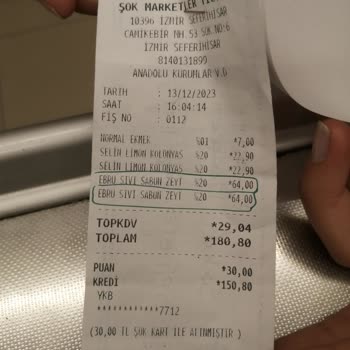 ŞOK MARKETLER
10396 İZMİR SEFERİHİSAR
CAMİKEBİR MH.53 SOK NO:6
İZMİR SEFERİHİSAR
8140131899
ANADOLU KURUMLAR V.D
TARİH : 13/12/2023
SAAT : 16:04:14
FİŞ NO : 0112
NORMAL EKMEK %01 *7,00
SELİN LİMON KOLONYAS %20 *22,90
SELİN LİMON KOLONYAS %20 *22,90
EBRU SIVI SABUN ZEYT %20 *64,00
EBRU SIVI SABUN ZEYT %20 *64,00
TOPKDV *29,04
TOPLAM *180,80
PUAN *30,00
KREDİ *150,80
YKB
************7712
(30,00 TL ŞOK KART İLE ALINMIŞTIR )